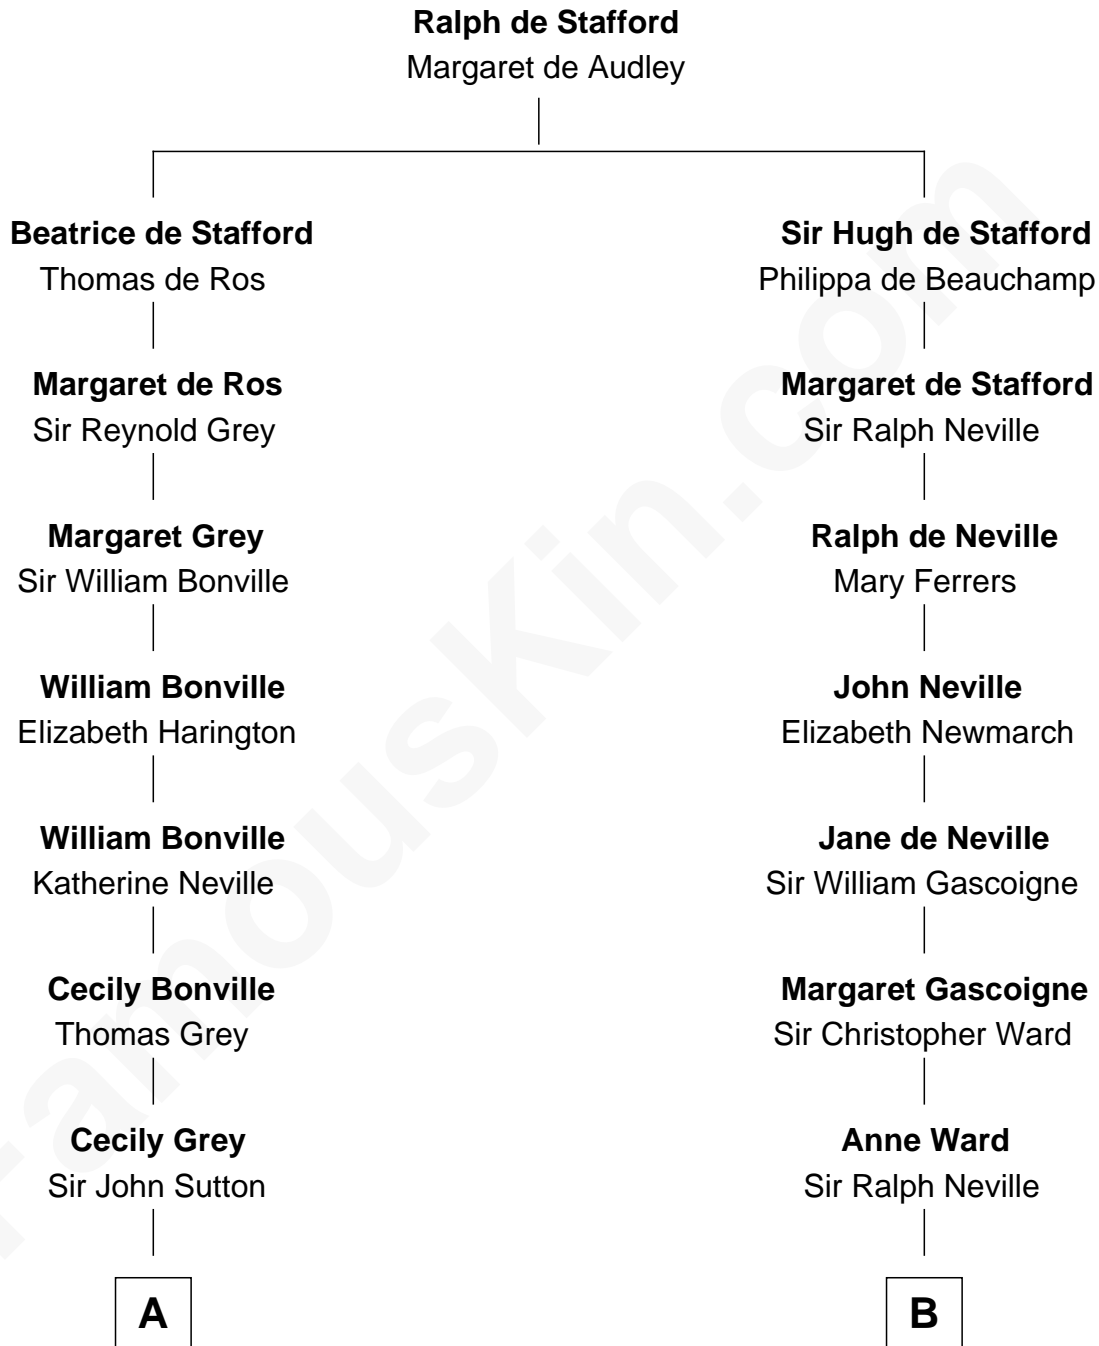 Ralph de Stafford
Margaret de Audley
Beatrice de Stafford
Thomas de Ros
Sir Hugh de Stafford
Philippa de Beauchamp
Margaret de Ros
Sir Reynold Grey
Margaret de Stafford
Sir Ralph Neville
Margaret Grey
Sir William Bonville
Ralph de Neville
Mary Ferrers
William Bonville
Elizabeth Harington
John Neville
Elizabeth Newmarch
William Bonville
Katherine Neville
Jane de Neville
Sir William Gascoigne
Cecily Bonville
Thomas Grey
Margaret Gascoigne
Sir Christopher Ward
Cecily Grey
Sir John Sutton
Anne Ward
Sir Ralph Neville
A
B
FamousKin.com